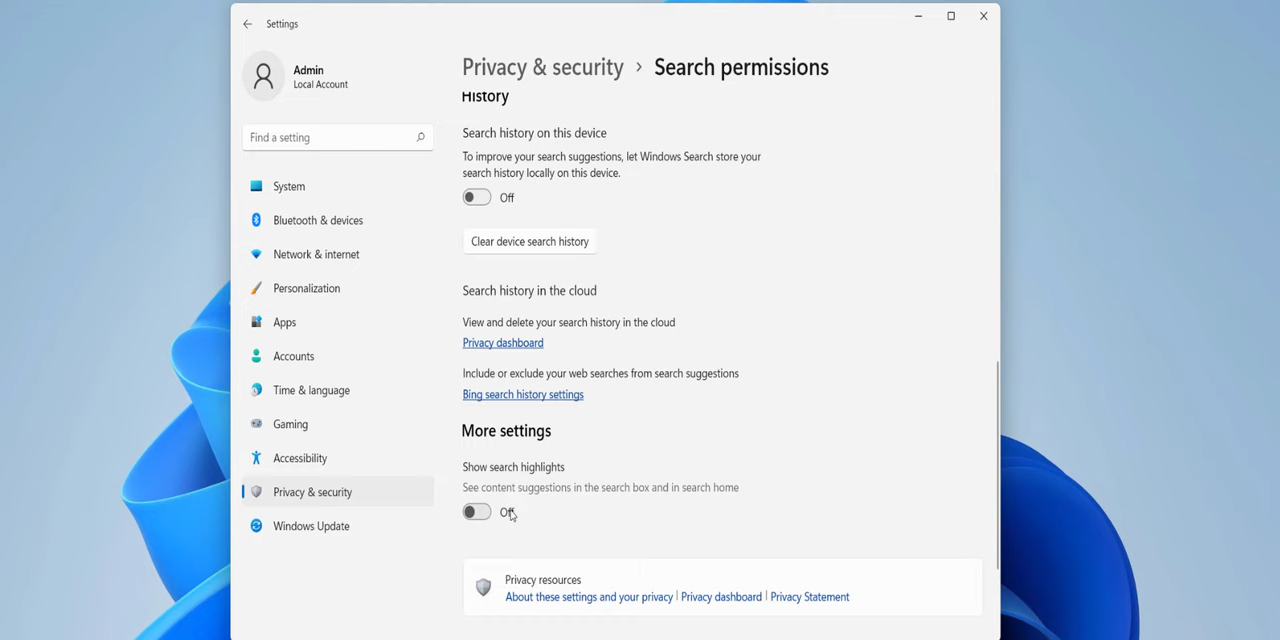 Settings
Admin
Local Account
Find a setting
System
Bluetooth & devices
Network & internet
Personalization
Apps
Accounts
Time & language
Gaming
Accessibility
Privacy & security
Windows Update
Privacy & security › Search permissions
History
Search history on this device
To improve your search suggestions, let Windows Search store your
search history locally on this device.
Off
Clear device search history
Search history in the cloud
View and delete your search history in the cloud
Privacy dashboard
Include or exclude your web searches from search suggestions
Bing search history settings
More settings
Show search highlights
See content suggestions in the search box and in search home
Off
Privacy resources
About these settings and your privacy | Privacy dashboard | Privacy Statement